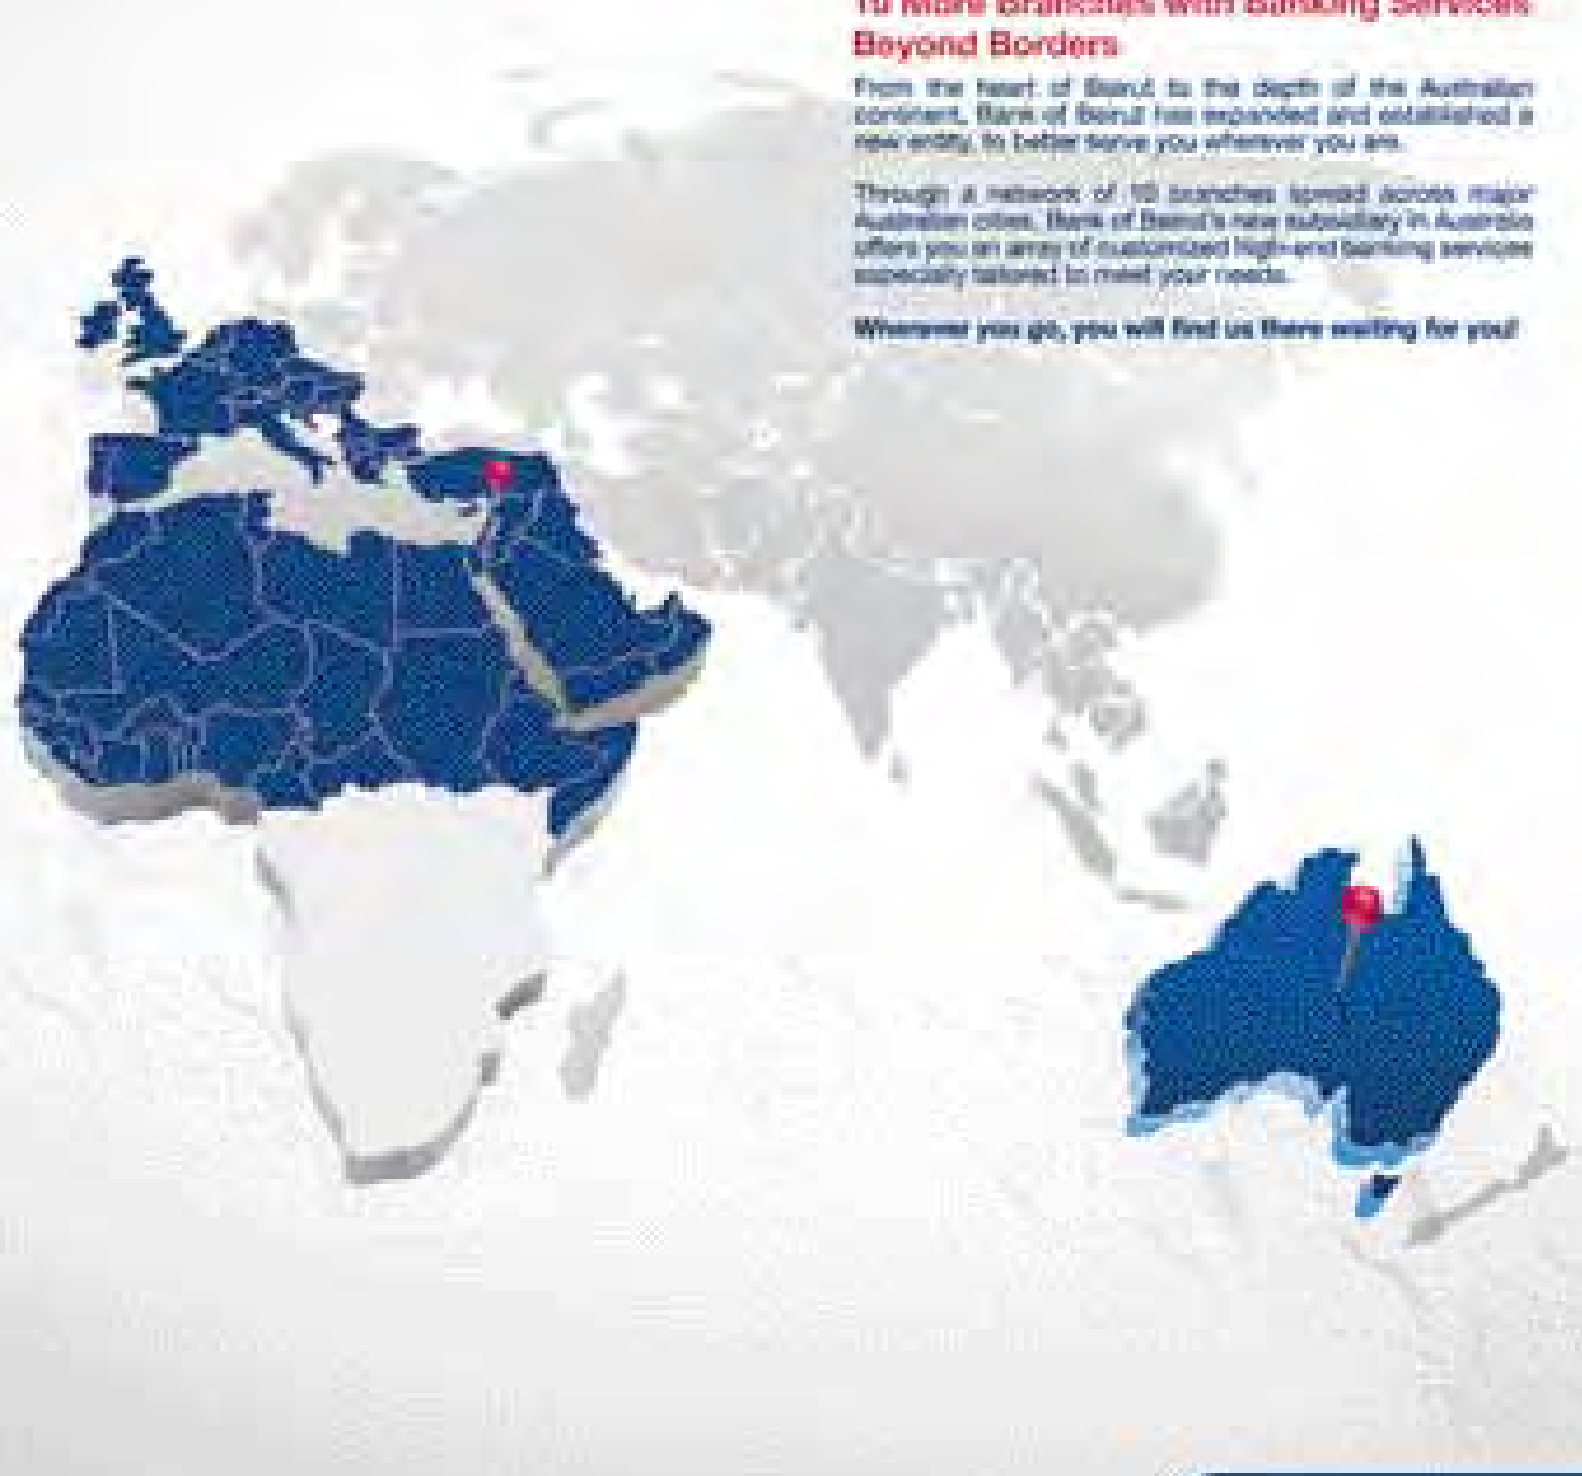 10 More Branches with Banking Services
Beyond Borders
From the heart of Beirut to the depth of the Australian
continent, Bank of Beirut has expanded and established a
new entity, to better serve you wherever you are.
Through a network of 10 branches spread across major
Australian cities, Bank of Beirut's new subsidiary in Australia
offers you an array of customized high-end banking services
especially tailored to meet your needs.
Wherever you go, you will find us there waiting for you!